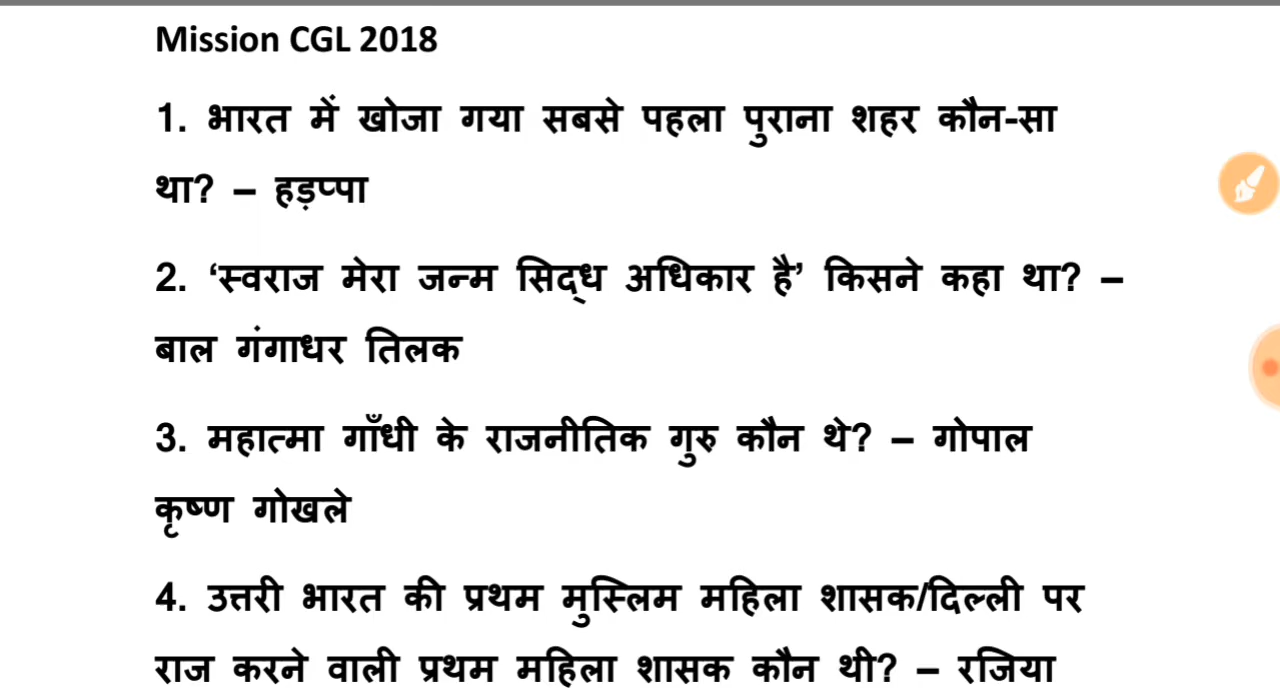 Mission CGL 2018
1. भारत में खोजा गया सबसे पहला पुराना शहर कौन-सा
था? – हड़प्पा
2. ‘स्वराज मेरा जन्म सिद्ध अधिकार है’ किसने कहा था? –
बाल गंगाधर तिलक
3. महात्मा गाँधी के राजनीतिक गुरु कौन थे? – गोपाल
कृष्ण गोखले
4. उत्तरी भारत की प्रथम मुस्लिम महिला शासक/दिल्ली पर
राज करने वाली प्रथम महिला शासक कौन थी? – रजिया